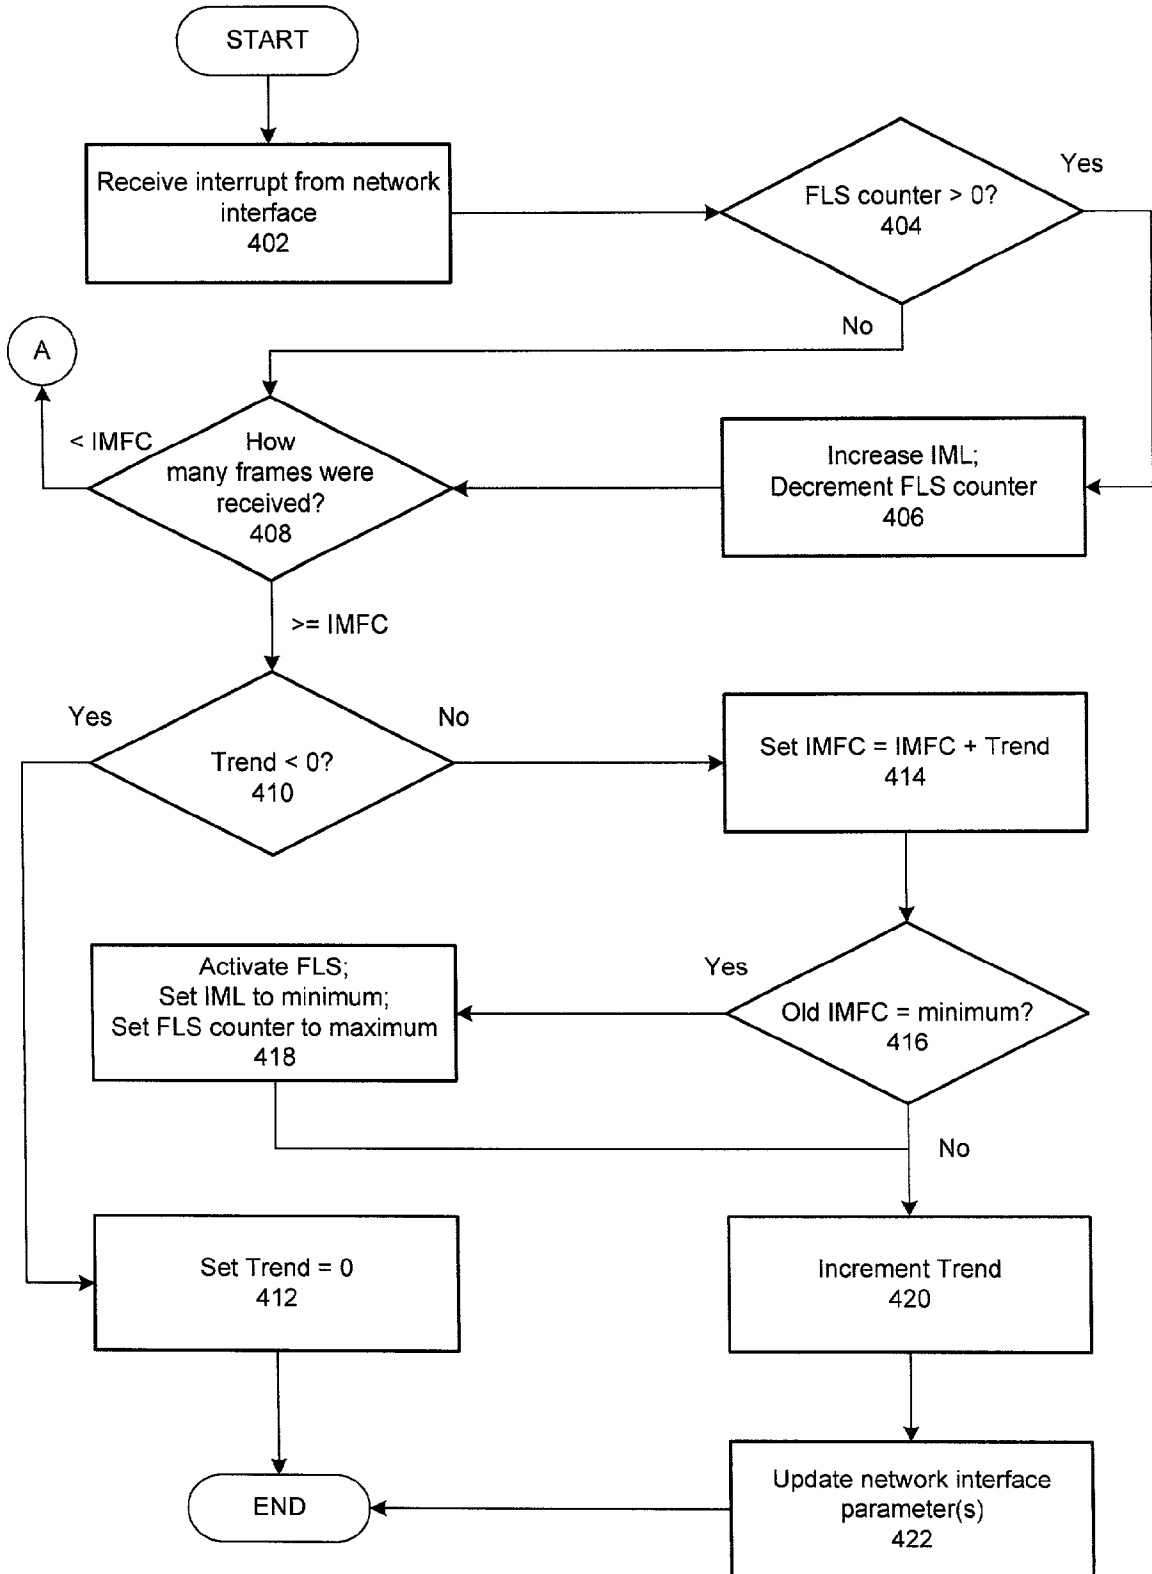 START
Receive interrupt from network
interface
402
FLS counter > 0?
404
Yes
No
A
< IMFC
How
many frames were
received?
408
Increase IML;
Decrement FLS counter
406
>= IMFC
Yes
No
Trend < 0?
410
Set IMFC = IMFC + Trend
414
Activate FLS;
Set IML to minimum;
Set FLS counter to maximum
418
Yes
Old IMFC = minimum?
416
No
Set Trend = 0
412
Increment Trend
420
END
Update network interface
parameter(s)
422